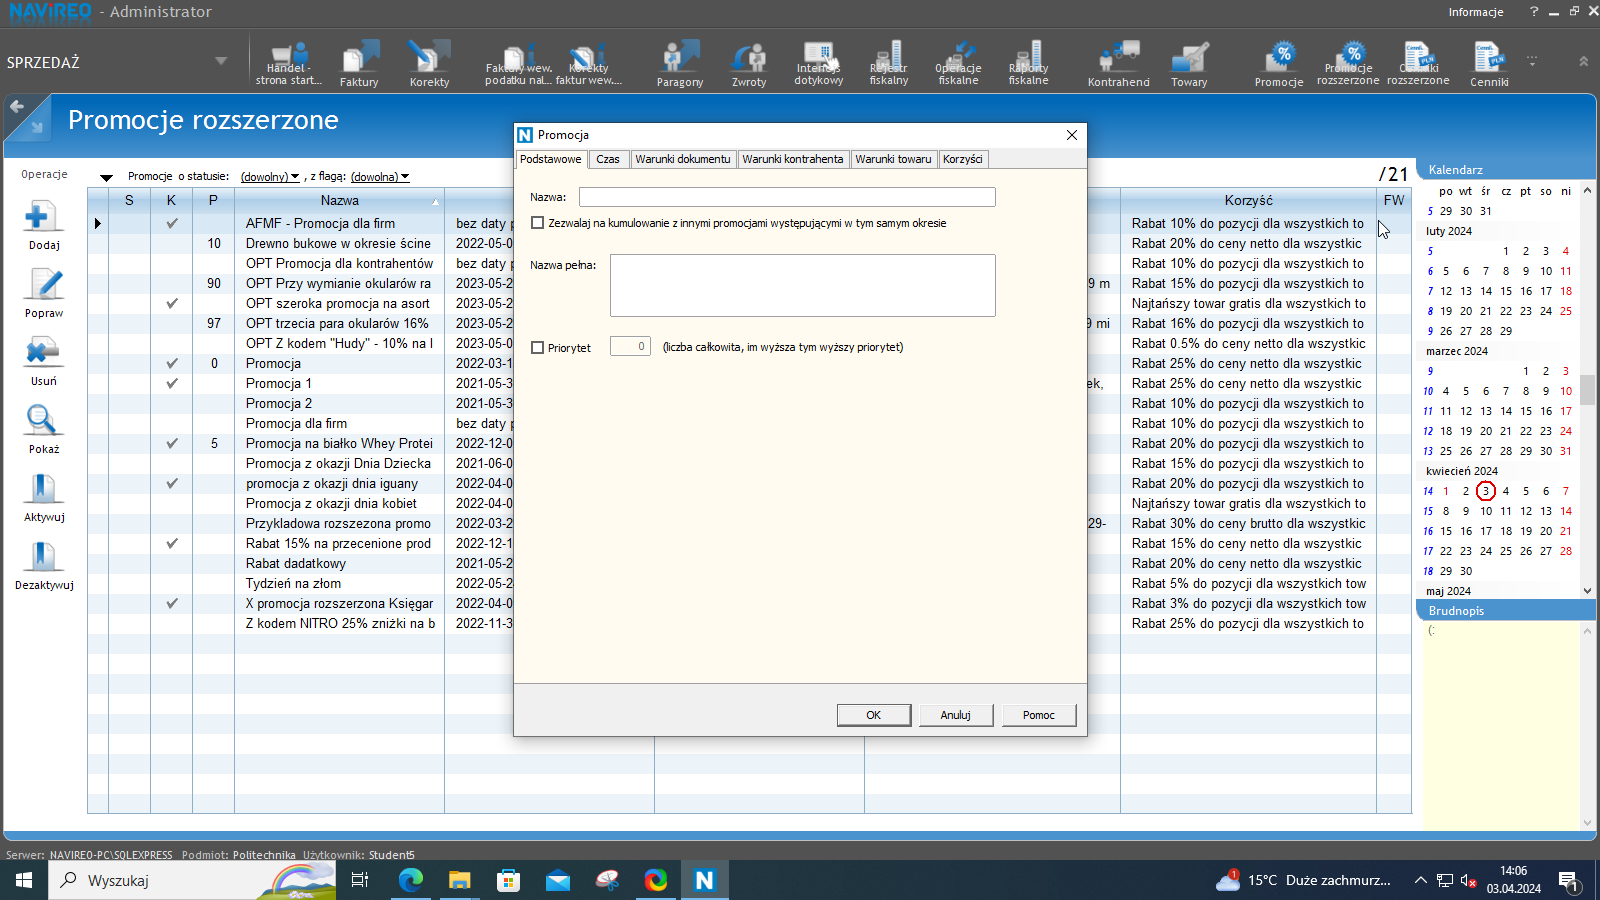 NAVIREO - Administrator
Informacje
SPRZEDAŻ
Handel -
strona start...
Faktury
Korekty
Faktury wew.
podatku nal...
Korekty
faktur wew....
Paragony
Zwroty
Interfejs
dotykowy
Rejestr
fiskalny
Operacje
fiskalne
Raporty
fiskalne
Kontrahenci
Towary
Promocje
Promocje
rozszerzone
Cenniki
rozszerzone
Cenniki
Promocje rozszerzone
Operacje
Dodaj
Popraw
Usuń
Pokaż
Aktywuj
Dezaktywuj
Promocje o statusie: (dowolny) , z flagą: (dowolna)
/21
S K P Nazwa Korzyść FW
AFMF - Promocja dla firm bez daty p Rabat 10% do pozycji dla wszystkich to
10 Drewno bukowe w okresie ścine 2022-05-0 Rabat 20% do ceny netto dla wszystkic
OPT Promocja dla kontrahentów bez daty p Rabat 10% do pozycji dla wszystkich to
90 OPT Przy wymianie okularów ra 2023-05-2 9 m Rabat 15% do pozycji dla wszystkich to
OPT szeroka promocja na asort 2023-05-2 Najtańszy towar gratis dla wszystkich to
97 OPT trzecia para okularów 16% 2023-05-2 9 mi Rabat 16% do pozycji dla wszystkich to
OPT Z kodem "Hudy" - 10% na l 2023-05-0 Rabat 0.5% do ceny netto dla wszystkic
0 Promocja 2022-03-1 Rabat 25% do ceny netto dla wszystkic
Promocja 1 2021-05-3 ek, Rabat 25% do ceny netto dla wszystkic
Promocja 2 2021-05-3 Rabat 10% do pozycji dla wszystkich to
Promocja dla firm bez daty p Rabat 10% do pozycji dla wszystkich to
5 Promocja na białko Whey Protei 2022-12-0 Rabat 20% do pozycji dla wszystkich to
Promocja z okazji Dnia Dziecka 2021-06-0 Rabat 15% do pozycji dla wszystkich to
promocja z okazji dnia iguany 2022-04-0 Rabat 20% do pozycji dla wszystkich to
Promocja z okazji dnia kobiet 2022-04-0 Najtańszy towar gratis dla wszystkich to
Przykladowa rozszezona promo 2022-03-2 29- Rabat 30% do ceny brutto dla wszystkic
Rabat 15% na przecenione prod 2022-12-1 Rabat 15% do ceny netto dla wszystkic
Rabat dadatkowy 2021-05-2 Rabat 20% do ceny netto dla wszystkic
Tydzień na złom 2022-05-2 Rabat 5% do pozycji dla wszystkich tow
X promocja rozszerzona Księgar 2022-04-0 Rabat 3% do pozycji dla wszystkich tow
Z kodem NITRO 25% zniżki na b 2022-11-3 Rabat 25% do pozycji dla wszystkich to
Promocja
Podstawowe Czas Warunki dokumentu Warunki kontrahenta Warunki towaru Korzyści
Nazwa:
Zezwalaj na kumulowanie z innymi promocjami występującymi w tym samym okresie
Nazwa pełna:
Priorytet 0 (liczba całkowita, im wyższa tym wyższy priorytet)
OK Anuluj Pomoc
Kalendarz
po wt śr cz pt so ni
5 29 30 31
luty 2024
5 1 2 3 4
6 5 6 7 8 9 10 11
7 12 13 14 15 16 17 18
8 19 20 21 22 23 24 25
9 26 27 28 29
marzec 2024
9 1 2 3
10 4 5 6 7 8 9 10
11 11 12 13 14 15 16 17
12 18 19 20 21 22 23 24
13 25 26 27 28 29 30 31
kwiecień 2024
14 1 2 3 4 5 6 7
15 8 9 10 11 12 13 14
16 15 16 17 18 19 20 21
17 22 23 24 25 26 27 28
18 29 30
maj 2024
Brudnopis
(:
Serwer: NAVIREO-PC\SQLEXPRESS Podmiot: Politechnika Użytkownik: Student5
Wyszukaj
1
15°C Duże zachmurz...
14:06
03.04.2024
1